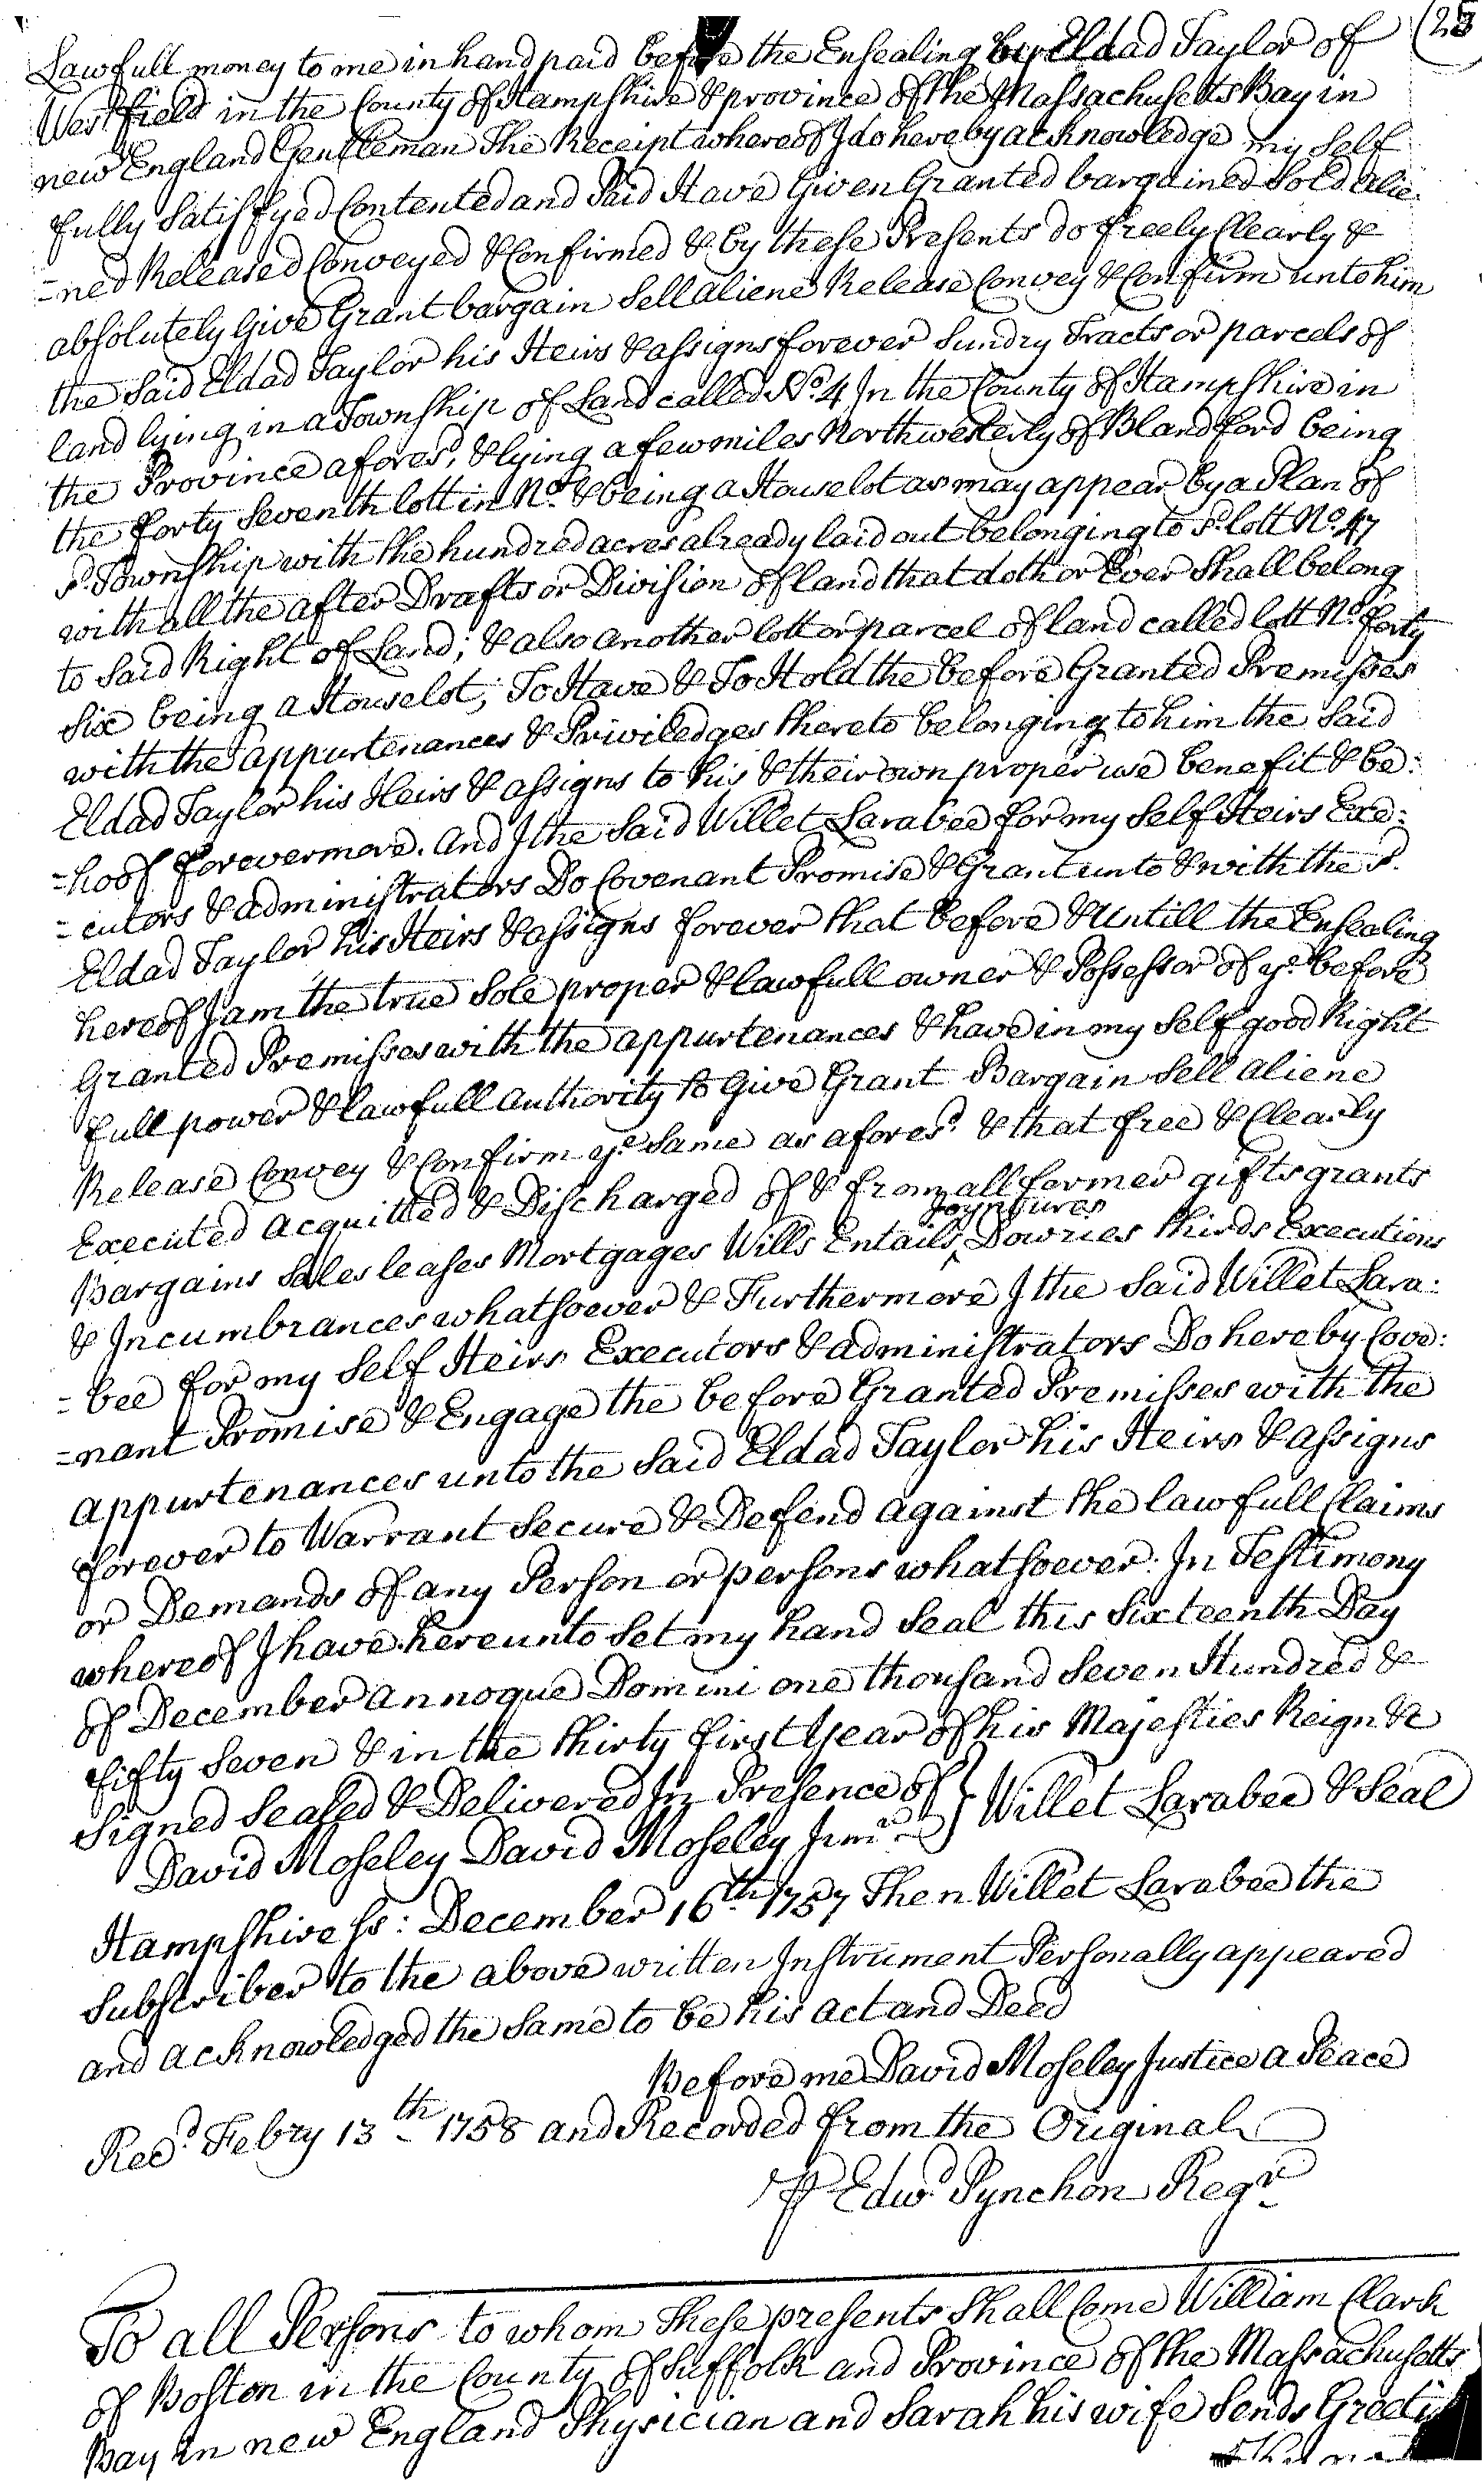 (25
Lawfull money to me in hand paid before the Ensealing by Eldad Taylor of
Westfield in the County of Hampshire & province of the Massachusetts Bay in
new England Gentleman The Receipt whereof I do hereby acknowledge my Self
fully Satisfyed Contented and Paid Have Given Granted bargained Sold alie-
=ned Released Conveyed & Confirmed & by these Presents do freely Clearly &
absolutely Give Grant bargain Sell aliene Release Convey & Confirm unto him
the Said Eldad Taylor his Heirs & assigns forever Sundry Tracts or parcels of
land lying in a Township of Land called No. 4 In the County of Hampshire in
the Province afores.d & lying a few miles Northwesterly of Blandford being
the forty Seventh lott in No. & being a Houselot as may appear by a Plan of
s.d Township with the hundred acres already laid out belonging to s.d lott No. 47
with all the after Drafts or Division of land that doth or Ever Shall belong
to Said Right of Land; & also another lott or parcel of land called lott No. forty
Six being a Houselot; To Have & To Hold the before Granted Premisses
with the appurtenances & Priviledges thereto belonging to him the Said
Eldad Taylor his Heirs & assigns to his & their own proper use benefit & be:
=hoof forevermore. And I the Said Willet Larabee for my Self Heirs Exe:
=cutors & administrators Do Covenant Promise & Grant unto & with the s.d
Eldad Taylor his Heirs & assigns forever that before & Untill the Ensealing
hereof I am the true Sole proper & lawfull owner & Possessor of ye. before
Granted Premisses with the appurtenances & have in my Self good Right
full power & lawfull authority to Give Grant Bargain Sell aliene
Release Convey & Confirm ye. Same as afores.d & that free & Clearly
Executed acquitted & Discharged of & from all former gifts grants
Bargains Sales leases Mortgages Wills Entails ^Joyntures Dowries thirds Executions
& Incumbrances whatsoever & Furthermore I the Said Willet Lara:
=bee for my Self Heirs Executors & administrators Do hereby Cove:
=nant Promise & Engage the before Granted Premisses with the
appurtenances unto the Said Eldad Taylor his Heirs & assigns
forever to Warrant Secure & Defend against the lawfull Claims
or Demands of any Person or persons whatsoever: In Testimony
whereof I have hereunto Set my hand Seal this Sixteenth Day
of December annoque Domini one thousand Seven Hundred &
fifty Seven & in the thirty first Year of his Majesties Reign &c
Signed Sealed & Delivered In Presence of } Willet Larabee & Seal
David Moseley David Moseley Junr.
Hampshire ss: December 16th. 1757 Then Willet Larabee the
Subscriber to the above written Instrument Personally appeared
and acknowledged the Same to be his act and Deed
Before me David Moseley Justice a Peace
Rec.d Febry 13th 1758 and Recorded from the Original
P Edw.d Pynchon Regr.
To all Persons to whom These presents Shall Come William Clark
of Boston in the County of Suffolk and Province of the Massachusetts
Bay in new England Physician and Sarah his wife Sends